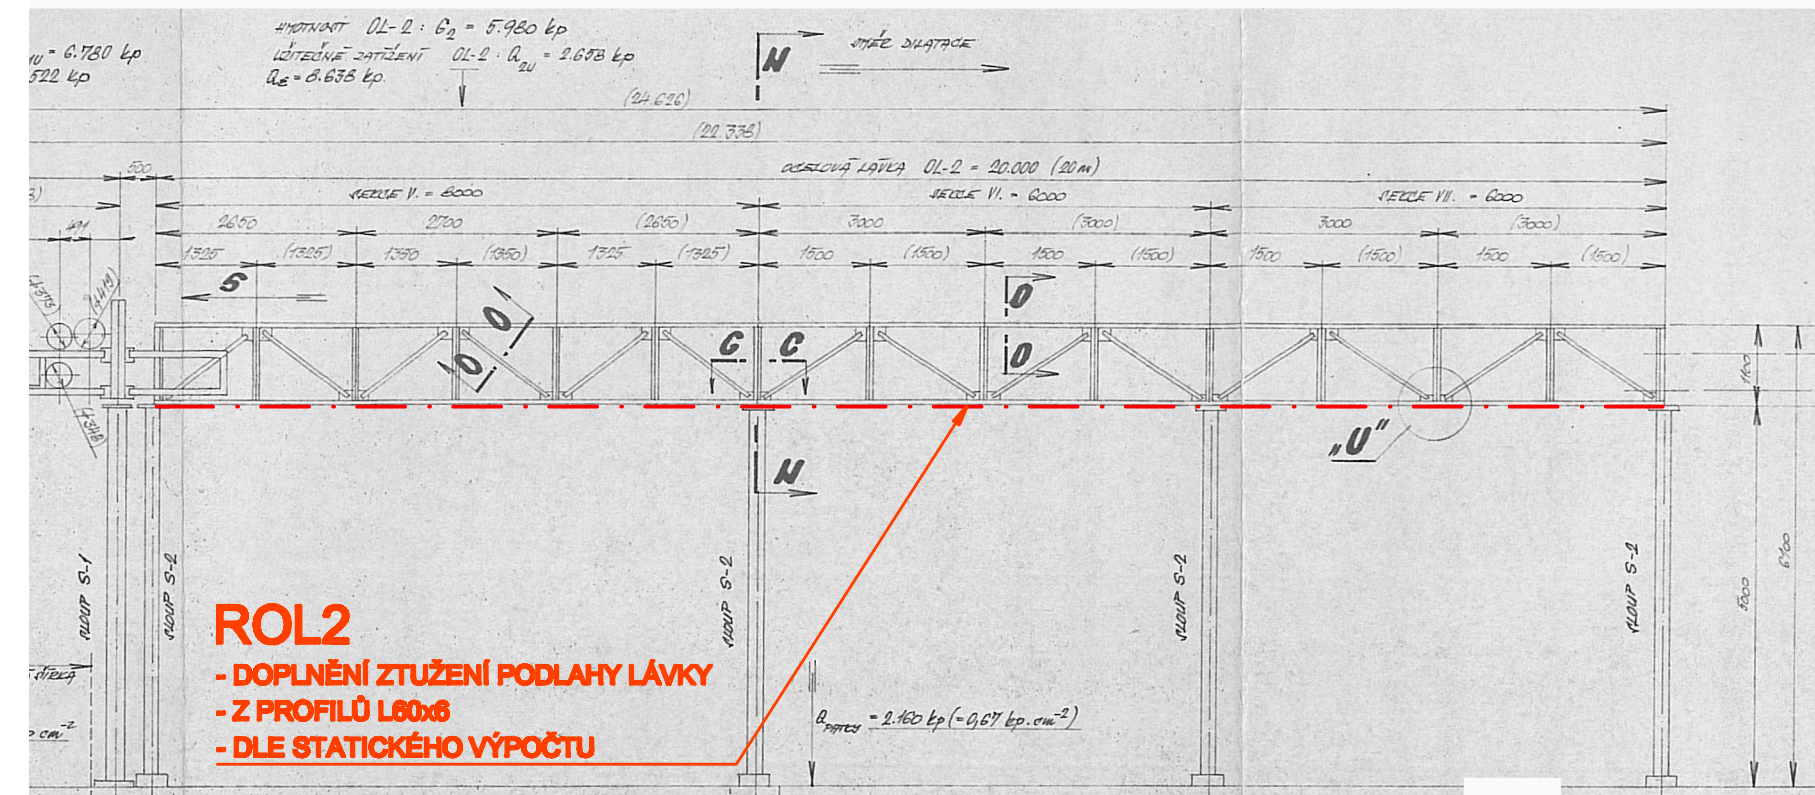 HMOTNOST OL-2 : G2 = 5.980 kp
UŽITEČNÉ ZATÍŽENÍ OL-2 : Q2U = 2.658 kp
= 8.638 kp
= 6.780 kp
522 kp
N
SMĚR DILATACE
(24.626)
(22.338)
OCELOVÁ LÁVKA OL-2 = 20.000 (20m)
500
SEKCE V. = 8000
SEKCE VI. = 6000
SEKCE VII. = 6000
491
2650
2700
(2650)
3000
(3000)
3000
(3000)
1325
(1325)
1350
(1350)
1325
(1325)
1500
(1500)
1500
(1500)
1500
(1500)
1500
(1500)
S
O
O
C
C
D
D
(4419)
1100
"U"
N
SLOUP S-1
SLOUP S-2
SLOUP S-2
SLOUP S-2
SLOUP S-2
5000
6100
ROL2
- DOPLNĚNÍ ZTUŽENÍ PODLAHY LÁVKY
- Z PROFILŮ L60x6
- DLE STATICKÉHO VÝPOČTU
QPATKY = 2.160 kp (=0,67 kp.cm-2)
cm-2